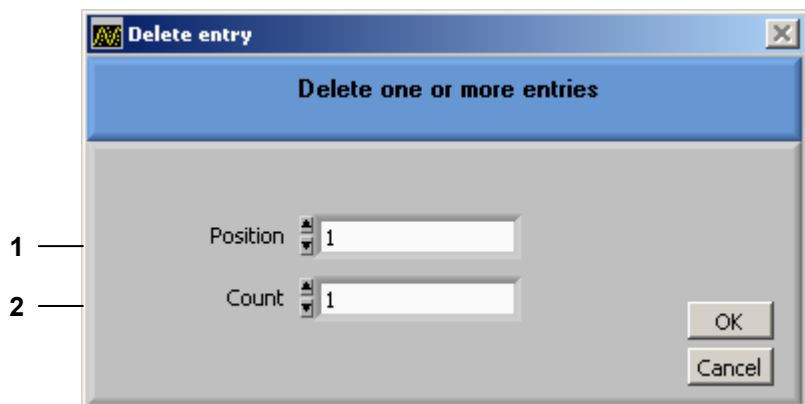 Delete entry
Delete one or more entries
1 Position 1
2 Count 1
OK
Cancel